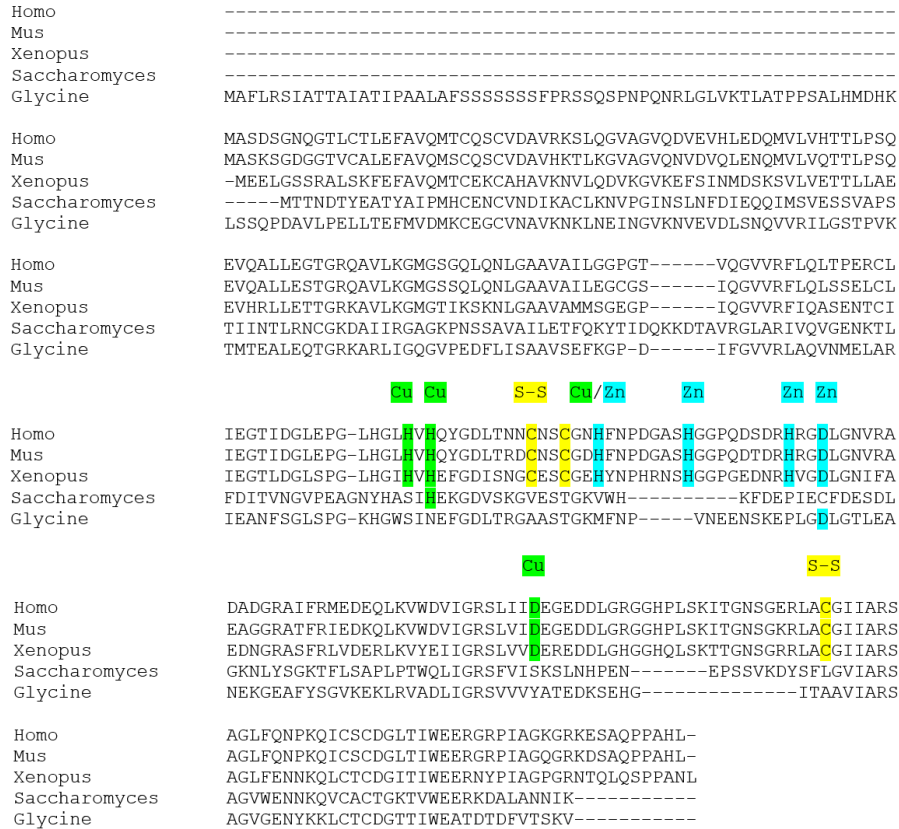 Homo ------------------------------------------------------------
Mus ------------------------------------------------------------
Xenopus ------------------------------------------------------------
Saccharomyces ------------------------------------------------------------
Glycine MAFLRSIATTAIATIPAALAFSSSSSSSFPRSSQSPNPQNRLGLVKTLATPPSALHMDHK
Homo MASDSGNQGTLCTLEFAVQMTCQSCVDAVRKSLQGVAGVQDVEVHLEDQMVLVHTTLPSQ
Mus MASKSGDGGTVCALEFAVQMSCQSCVDAVHKTLKGVAGVQNVDVQLENQMVLVQTTLPSQ
Xenopus -MEELGSSRALSKFEFAVQMTCEKCAHAVKNVLQDVKGVKEFSINMDSKSVLVETTLLAE
Saccharomyces -----MTTNDTYEATYAIPMHCENCVNDIKACLKNVPGINSLNFDIEQQIMSVESSVAPS
Glycine LSSQPDAVLPELLTEFMVDMKCEGCVNAVKNKLNEINGVKNVEVDLSNQVVRILGSTPVK
Homo EVQALLEGTGRQAVLKGMGSGQLQNLGAAVAILGGPGT------VQGVVRFLQLTPERCL
Mus EVQALLESTGRQAVLKGMGSSQLQNLGAAVAILEGCGS------IQGVVRFLQLSSELCL
Xenopus EVHRLLETTGRKAVLKGMGTIKSKNLGAAVAMMSGEGP------IQGVVRFIQASENTCI
Saccharomyces TIINTLRNCGKDAIIRGAGKPNSSAVAILETFQKYTIDQKKDTAVRGLARIVQVGENKTL
Glycine TMTEALEQTGRKARLIGQGVPEDFLISAAVSEFKGP-D------IFGVVRLAQVNMELAR
Cu Cu S-S Cu/Zn Zn Zn Zn
Homo IEGTIDGLEPG-LHGLHVHQYGDLTNNCNSCGNHFNPDGASHGGPQDSDRHRGDLGNVRA
Mus IEGTIDGLEPG-LHGLHVHQYGDLTRDCNSCGDHFNPDGASHGGPQDTDRHRGDLGNVRA
Xenopus IEGTLDGLSPG-LHGIHVHEFGDISNGCESCGEHYNPHRNSHGGPGEDNRHVGDLGNIFA
Saccharomyces FDITVNGVPEAGNYHASIHEKGDVSKGVESTGKVWH---------KFDEPIECFDESDL
Glycine IEANFSGLSPG-KHGWSINEFGDLTRGAASTGKMFNP-----VNEENSKEPLGDLGTLEA
Cu S-S
Homo DADGRAIFRMEDEQLKVWDVIGRSLIIDEGEDDLGRGGHPLSKITGNSGERLACGIIARS
Mus EAGGRATFRIEDKQLKVWDVIGRSLVIDEGEDDLGRGGHPLSKITGNSGKRLACGIIARS
Xenopus EDNGRASFRLVDERLKVYEIIGRSLVVDEREDDLGHGGHQLSKTTGNSGRRLACGIIARS
Saccharomyces GKNLYSGKTFLSAPLPTWQLIGRSFVISKSLNHPEN-------EPSSVKDYSFLGVIARS
Glycine NEKGEAFYSGVKEKLRVADLIGRSVVVYATEDKSEHG--------------ITAAVIARS
Homo AGLFQNPKQICSCDGLTIWEERGRPIAGKGRKESAQPPAHL-
Mus AGLFQNPKQICSCDGLTIWEERGRPIAGQGRKDSAQPPAHL-
Xenopus AGLFENNKQLCTCDGITIWEERNYPIAGPGRNTQLQSPPANL
Saccharomyces AGVWENNKQVCACTGKTVWEERKDALANNIK-----------
Glycine AGVGENYKKLCTCDGTTIWEATDTDFVTSKV-----------